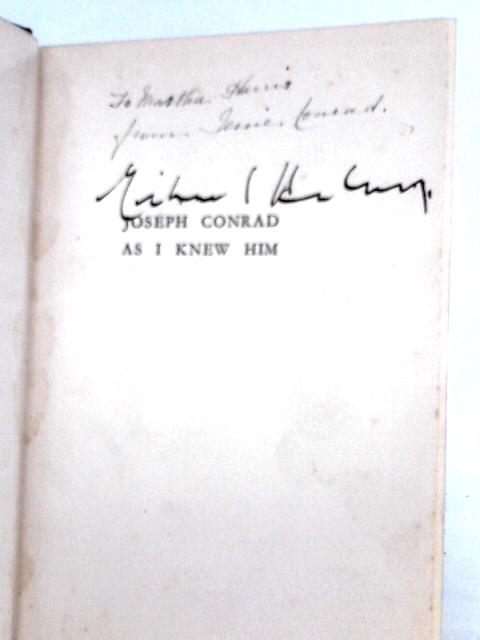 To Martha Harris
from Jessie Conrad.
JOSEPH CONRAD
AS I KNEW HIM